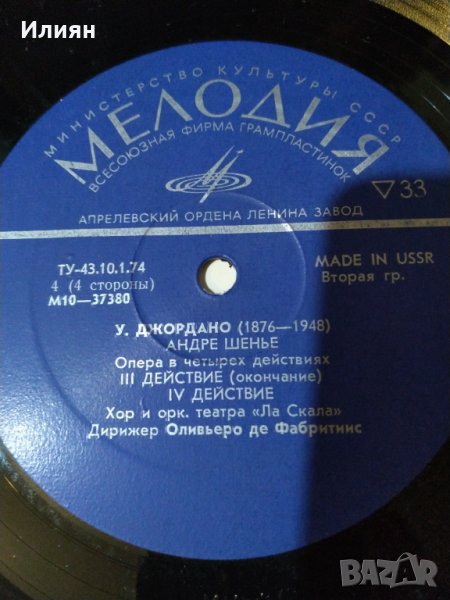 Илиян
МИНИСТЕРСТВО КУЛЬТУРЫ СССР
МЕЛОДИЯ
ВСЕСОЮЗНАЯ ФИРМА ГРАМПЛАСТИНОК
▽33
АПРЕЛЕВСКИЙ ОРДЕНА ЛЕНИНА ЗАВОД
ТУ-43.10.1.74
4 (4 стороны)
М10—37380
MADE IN USSR
Вторая гр.
У. ДЖОРДАНО (1876—1948)
АНДРЕ ШЕНЬЕ
Опера в четырех действиях
III ДЕЙСТВИЕ (окончание)
IV ДЕЙСТВИЕ
Хор и орк. театра «Ла Скала»
Дирижер Оливьеро де Фабритиис
BAZAR